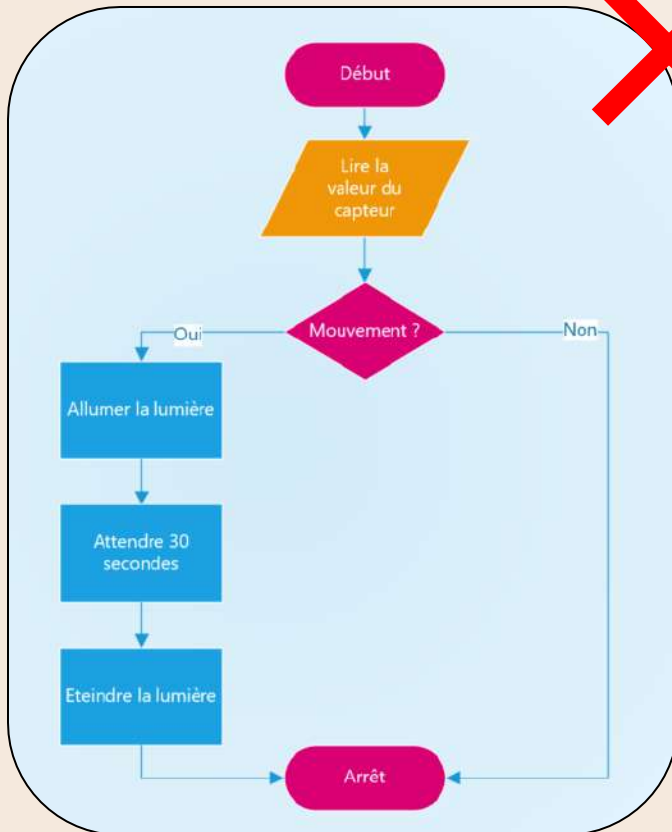 Début
Lire la
valeur du
capteur
Mouvement ?
Oui
Non
Allumer la lumière
Attendre 30
secondes
Eteindre la lumière
Arrêt